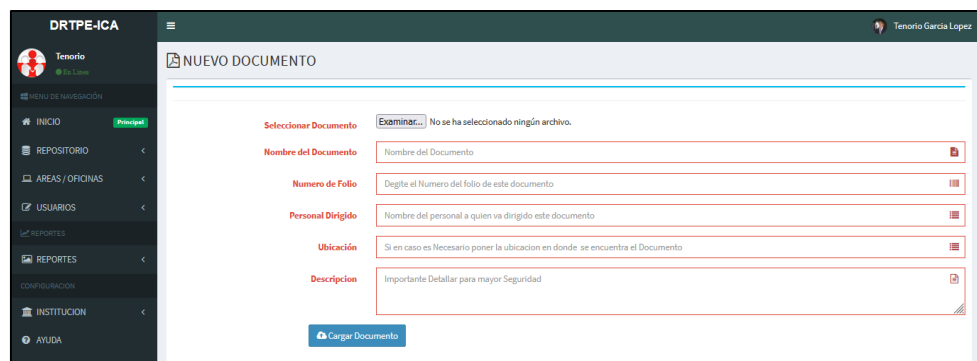 DRTPE-ICA
Tenorio Garcia Lopez
Tenorio
En Linea
MENU DE NAVEGACIÓN
INICIO Principal
REPOSITORIO
AREAS / OFICINAS
USUARIOS
REPORTES
REPORTES
CONFIGURACION
INSTITUCION
AYUDA
NUEVO DOCUMENTO
Seleccionar Documento Examinar... No se ha seleccionado ningún archivo.
Nombre del Documento Nombre del Documento
Numero de Folio Degite el Numero del folio de este documento
Personal Dirigido Nombre del personal a quien va dirigido este documento
Ubicación Si en caso es Necesario poner la ubicacion en donde se encuentra el Documento
Descripcion Importante Detallar para mayor Seguridad
Cargar Documento